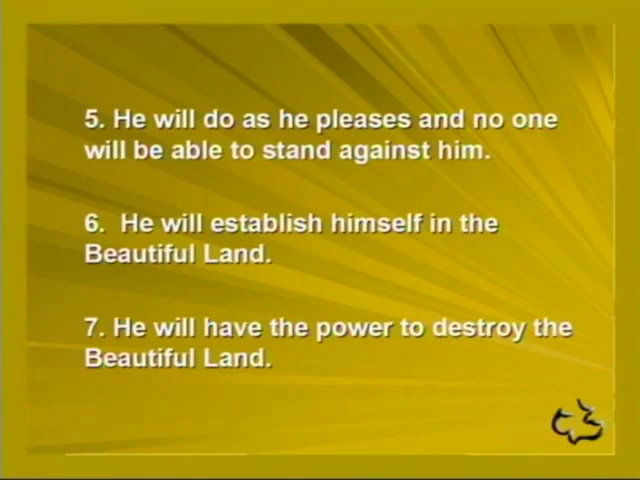 5. He will do as he pleases and no one
will be able to stand against him.
6. He will establish himself in the
Beautiful Land.
7. He will have the power to destroy the
Beautiful Land.